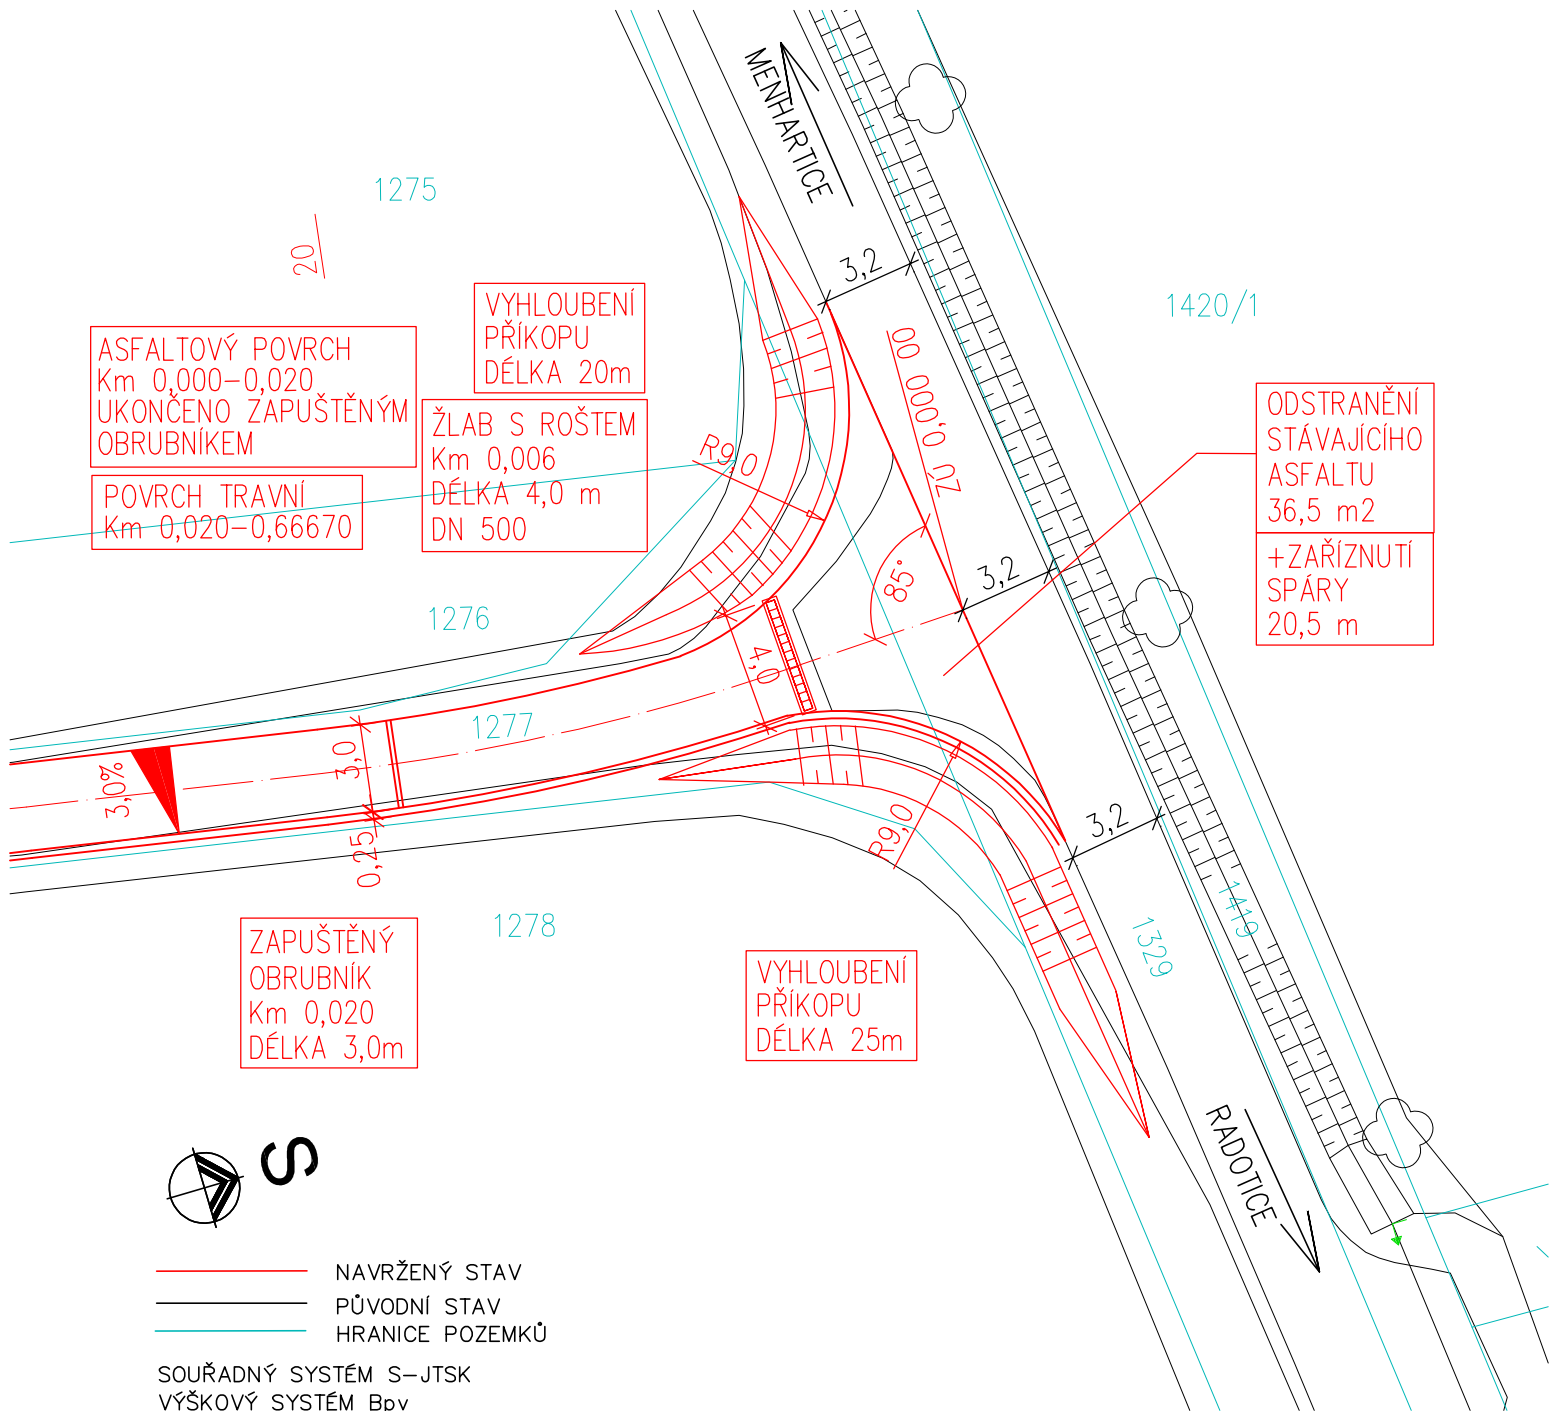 MENHARTICE
1275
20
3,2
1420/1
VYHLOUBENÍ
PŘÍKOPU
DÉLKA 20m
ASFALTOVÝ POVRCH
Km 0,000-0,020
UKONČENO ZAPUŠTĚNÝM
OBRUBNÍKEM
ŽLAB S ROŠTEM
Km 0,006
DÉLKA 4,0 m
DN 500
POVRCH TRAVNÍ
Km 0,020-0,66670
R9,0
ZÚ 0,000 00
ODSTRANĚNÍ
STÁVAJÍCÍHO
ASFALTU
36,5 m2
+ZAŘÍZNUTÍ
SPÁRY
20,5 m
3,2
85°
1276
4,0
1277
3,0
3,0%
0,25
R9,0
3,2
1419
1329
1278
ZAPUŠTĚNÝ
OBRUBNÍK
Km 0,020
DÉLKA 3,0m
VYHLOUBENÍ
PŘÍKOPU
DÉLKA 25m
RADOTICE
S
NAVRŽENÝ STAV
PŮVODNÍ STAV
HRANICE POZEMKŮ
SOUŘADNÝ SYSTÉM S-JTSK
VÝŠKOVÝ SYSTÉM Bpv